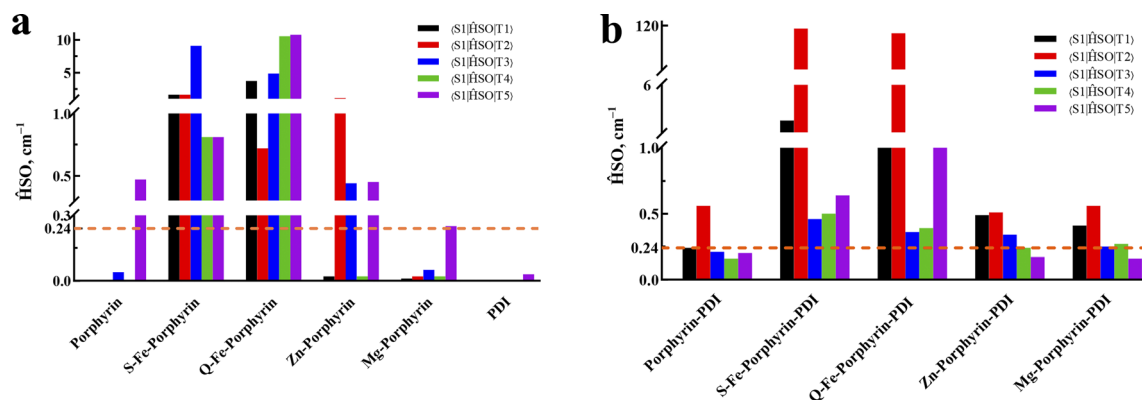 a
ĤSO, cm⁻¹
10
5
1.0
0.5
0.3
0.24
0.0
⟨S1|ĤSO|T1⟩
⟨S1|ĤSO|T2⟩
⟨S1|ĤSO|T3⟩
⟨S1|ĤSO|T4⟩
⟨S1|ĤSO|T5⟩
Porphyrin
S-Fe-Porphyrin
Q-Fe-Porphyrin
Zn-Porphyrin
Mg-Porphyrin
PDI
b
ĤSO, cm⁻¹
120
6
1.0
0.5
0.24
0.0
⟨S1|ĤSO|T1⟩
⟨S1|ĤSO|T2⟩
⟨S1|ĤSO|T3⟩
⟨S1|ĤSO|T4⟩
⟨S1|ĤSO|T5⟩
Porphyrin-PDI
S-Fe-Porphyrin-PDI
Q-Fe-Porphyrin-PDI
Zn-Porphyrin-PDI
Mg-Porphyrin-PDI